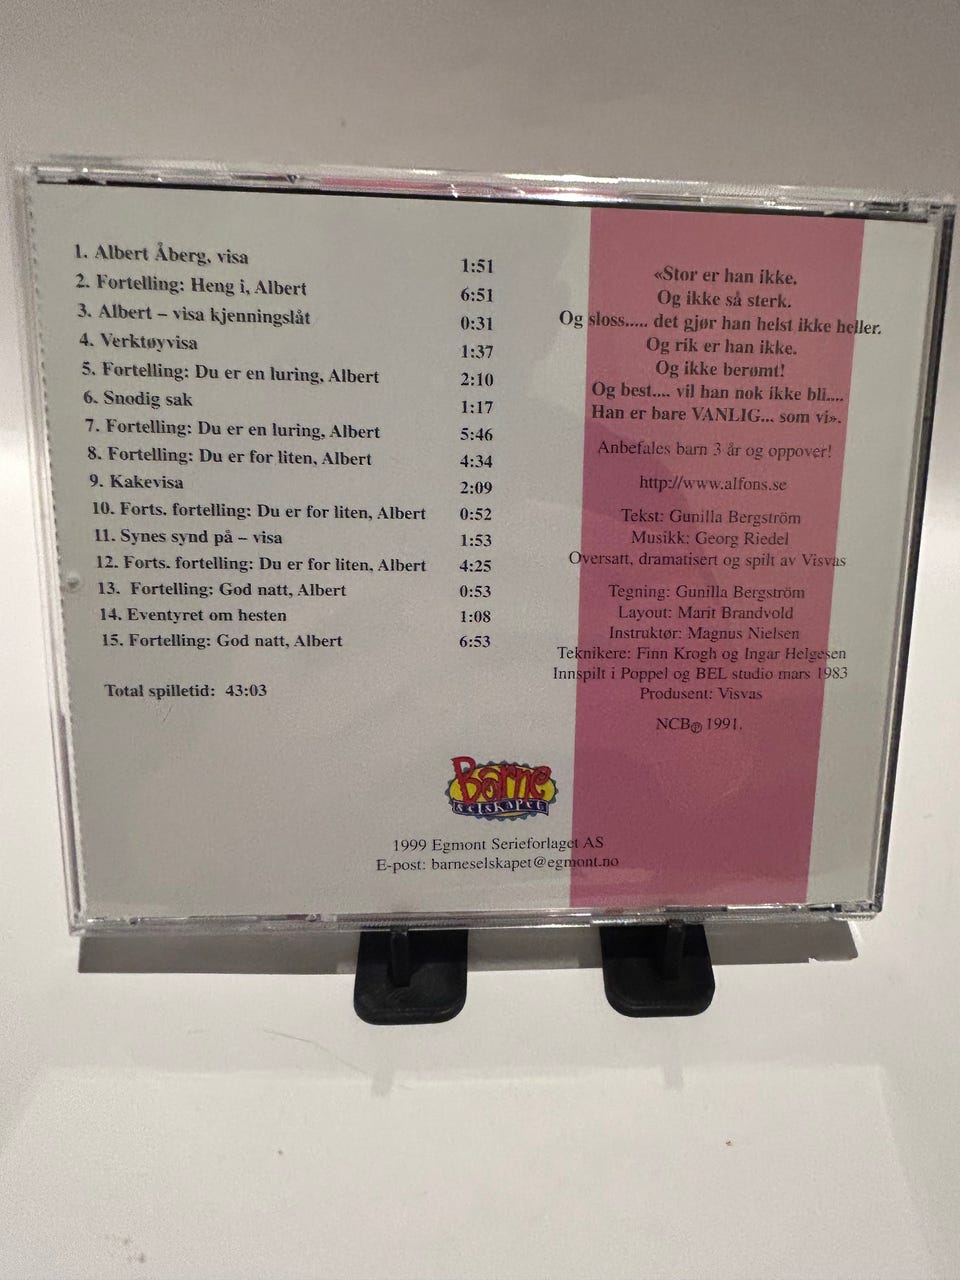 1. Albert Åberg, visa 1:51
2. Fortelling: Heng i, Albert 6:51
3. Albert – visa kjenningslåt 0:31
4. Verktøyvisa 1:37
5. Fortelling: Du er en luring, Albert 2:10
6. Snodig sak 1:17
7. Fortelling: Du er en luring, Albert 5:46
8. Fortelling: Du er for liten, Albert 4:34
9. Kakevisa 2:09
10. Forts. fortelling: Du er for liten, Albert 0:52
11. Synes synd på – visa 1:53
12. Forts. fortelling: Du er for liten, Albert 4:25
13. Fortelling: God natt, Albert 0:53
14. Eventyret om hesten 1:08
15. Fortelling: God natt, Albert 6:53
Total spilletid: 43:03
«Stor er han ikke.
Og ikke så sterk.
Og sloss..... det gjør han helst ikke heller.
Og rik er han ikke.
Og ikke berømt!
Og best.... vil han nok ikke bli....
Han er bare VANLIG... som vi».
Anbefales barn 3 år og oppover!
http://www.alfons.se
Tekst: Gunilla Bergström
Musikk: Georg Riedel
Oversatt, dramatisert og spilt av Visvas
Tegning: Gunilla Bergström
Layout: Marit Brandvold
Instruktør: Magnus Nielsen
Teknikere: Finn Krogh og Ingar Helgesen
Innspilt i Poppel og BEL studio mars 1983
Produsent: Visvas
NCB℗ 1991.
Barne
selskapet
1999 Egmont Serieforlaget AS
E-post: barneselskapet@egmont.no